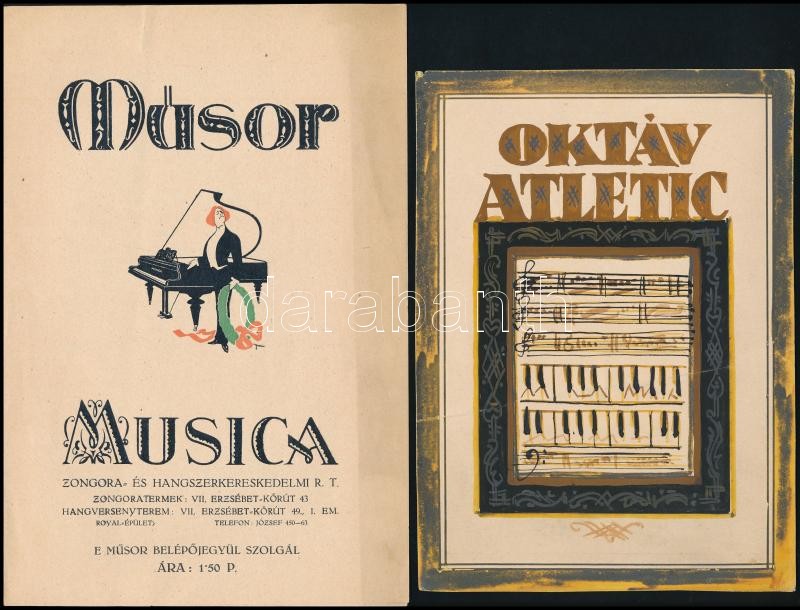 Műsor
MUSICA
ZONGORA- ÉS HANGSZERKERESKEDELMI R. T.
ZONGORATERMEK: VII, ERZSÉBET-KÖRÚT 43
HANGVERSENYTEREM: VII, ERZSÉBET-KÖRÚT 49., I. EM.
ROYAL-ÉPÜLET) TELEFON: JÓZSEF 450-63
E MŰSOR BELÉPŐJEGYÜL SZOLGÁL
ÁRA: 1'50 P.
OKTÁV
ATLETIC
darabanth